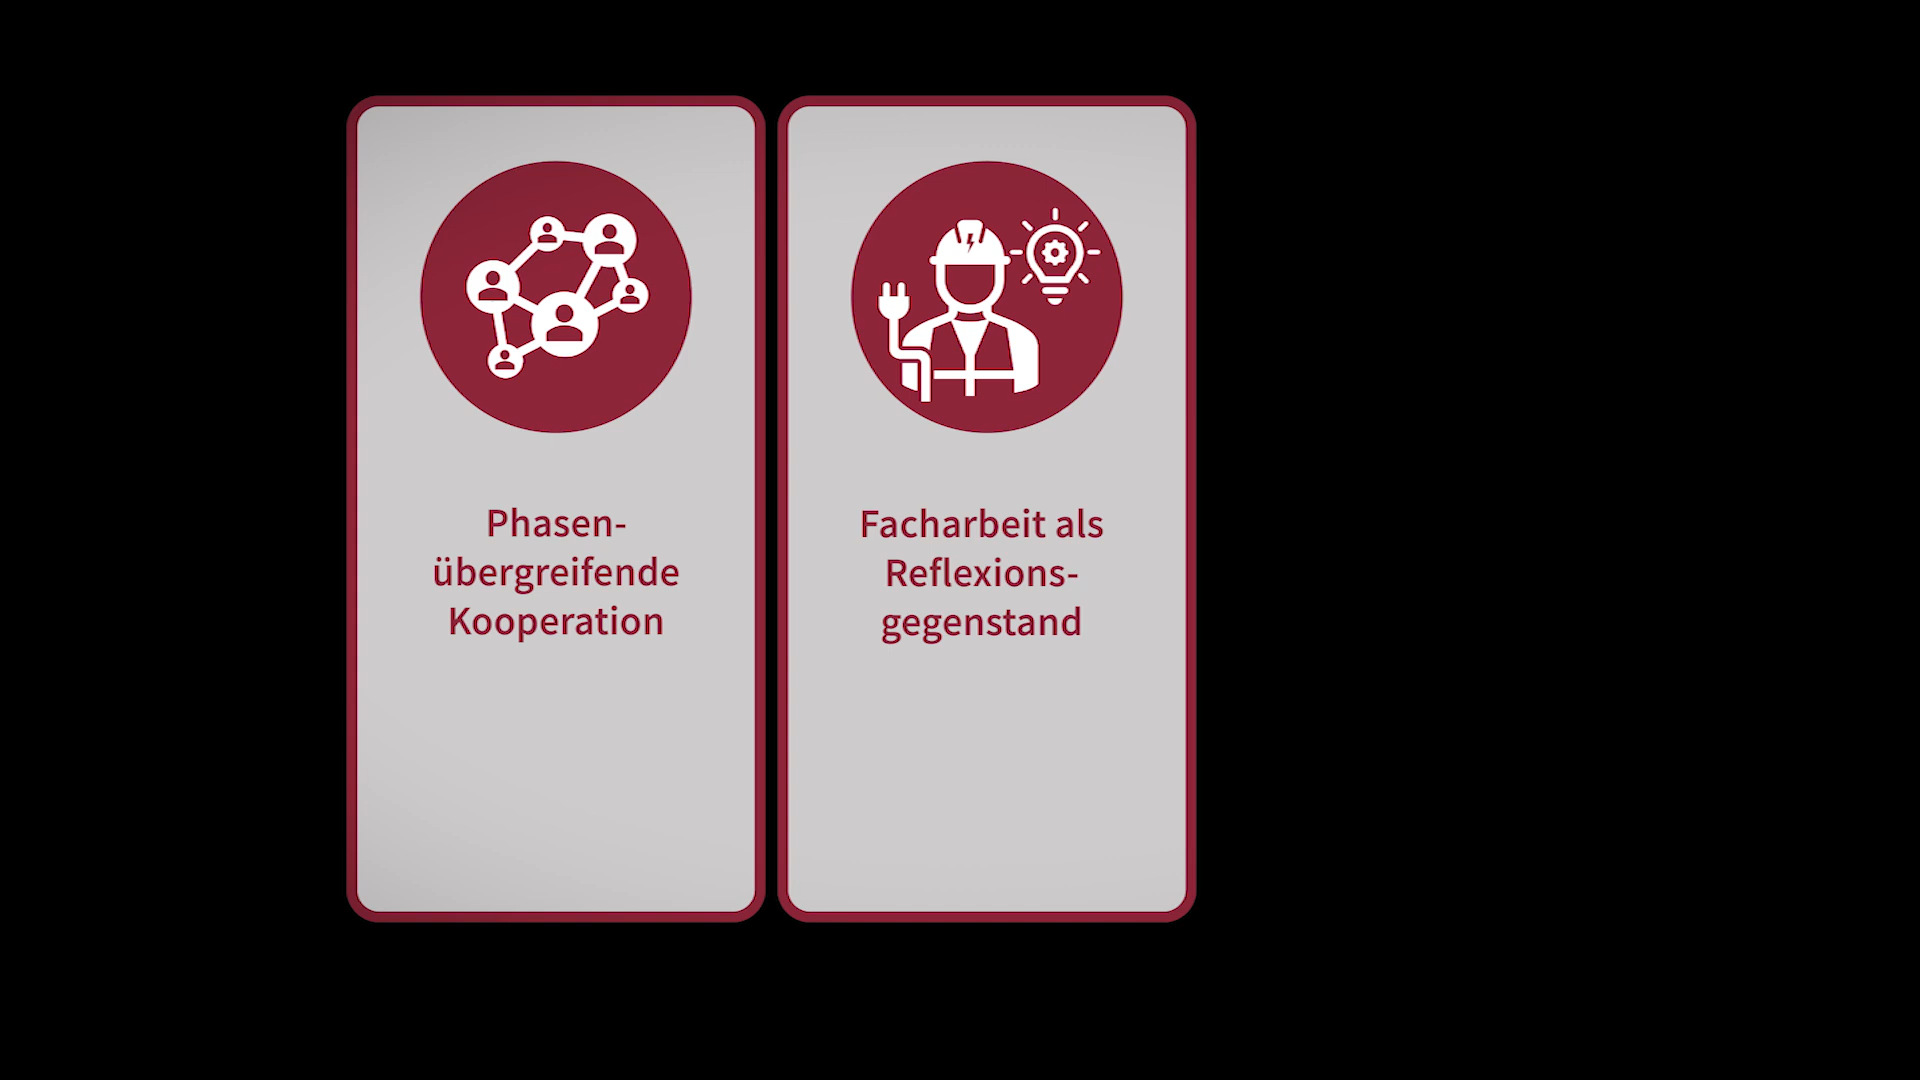 Phasen-
übergreifende
Kooperation
Facharbeit als
Reflexions-
gegenstand